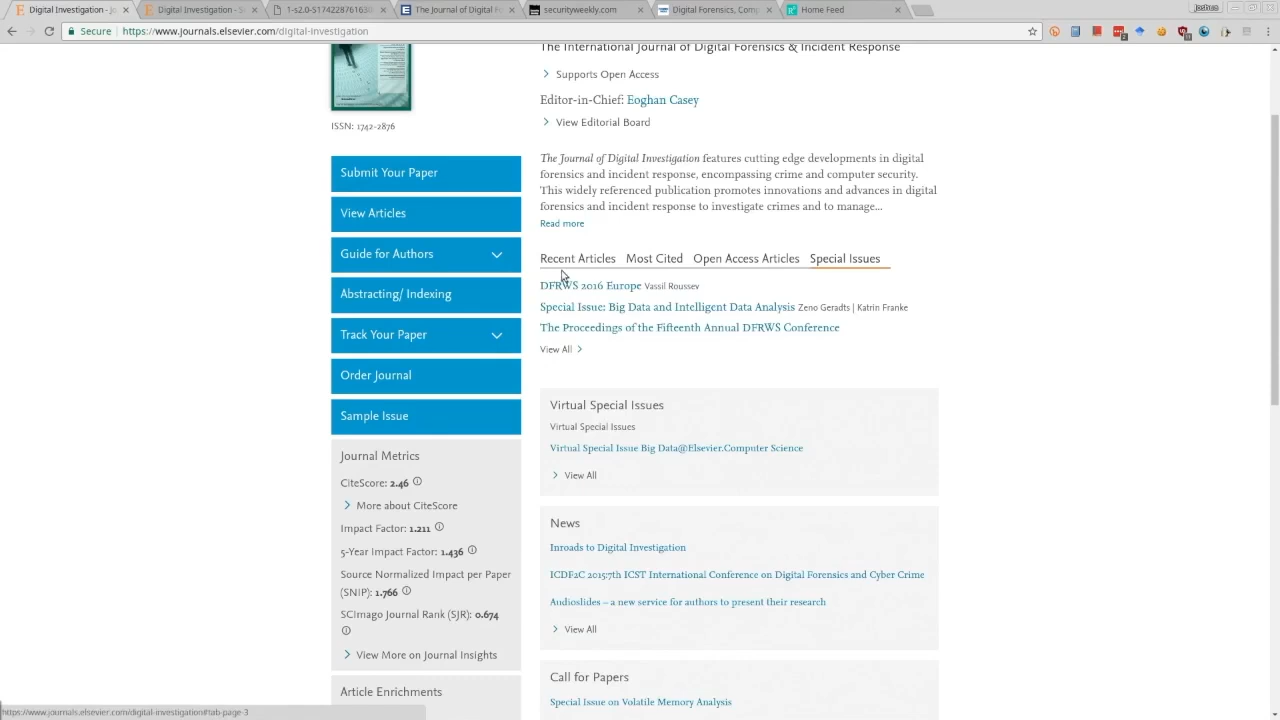 Digital Investigation - Jo
Digital Investigation - Sc
1-s2.0-S1742287616300
The Journal of Digital Fo
securityweekly.com
Digital Forensics, Comp
Home Feed
Secure
https://www.journals.elsevier.com/digital-investigation
The International Journal of Digital Forensics & Incident Response
Supports Open Access
Editor-in-Chief: Eoghan Casey
View Editorial Board
ISSN: 1742-2876
The Journal of Digital Investigation features cutting edge developments in digital
forensics and incident response, encompassing crime and computer security.
This widely referenced publication promotes innovations and advances in digital
forensics and incident response to investigate crimes and to manage...
Read more
Submit Your Paper
View Articles
Guide for Authors
Abstracting/ Indexing
Track Your Paper
Order Journal
Sample Issue
Recent Articles Most Cited Open Access Articles Special Issues
DFRWS 2016 Europe Vassil Roussev
Special Issue: Big Data and Intelligent Data Analysis Zeno Geradts | Katrin Franke
The Proceedings of the Fifteenth Annual DFRWS Conference
View All
Virtual Special Issues
Virtual Special Issues
Virtual Special Issue Big Data@Elsevier.Computer Science
View All
Journal Metrics
CiteScore: 2.46
More about CiteScore
Impact Factor: 1.211
5-Year Impact Factor: 1.436
Source Normalized Impact per Paper
(SNIP): 1.766
SCImago Journal Rank (SJR): 0.674
View More on Journal Insights
Article Enrichments
News
Inroads to Digital Investigation
ICDF2C 2015:7th ICST International Conference on Digital Forensics and Cyber Crime
Audioslides – a new service for authors to present their research
View All
Call for Papers
Special Issue on Volatile Memory Analysis
https://www.journals.elsevier.com/digital-investigation#tab-page-3